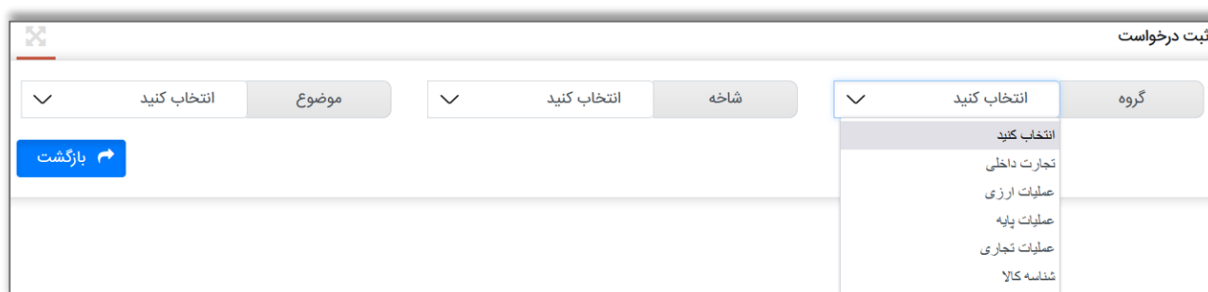 ثبت درخواست
گروه انتخاب کنید شاخه انتخاب کنید موضوع انتخاب کنید
انتخاب کنید
بازگشت
تجارت داخلی
عملیات ارزی
عملیات پایه
عملیات تجاری
شناسه کالا